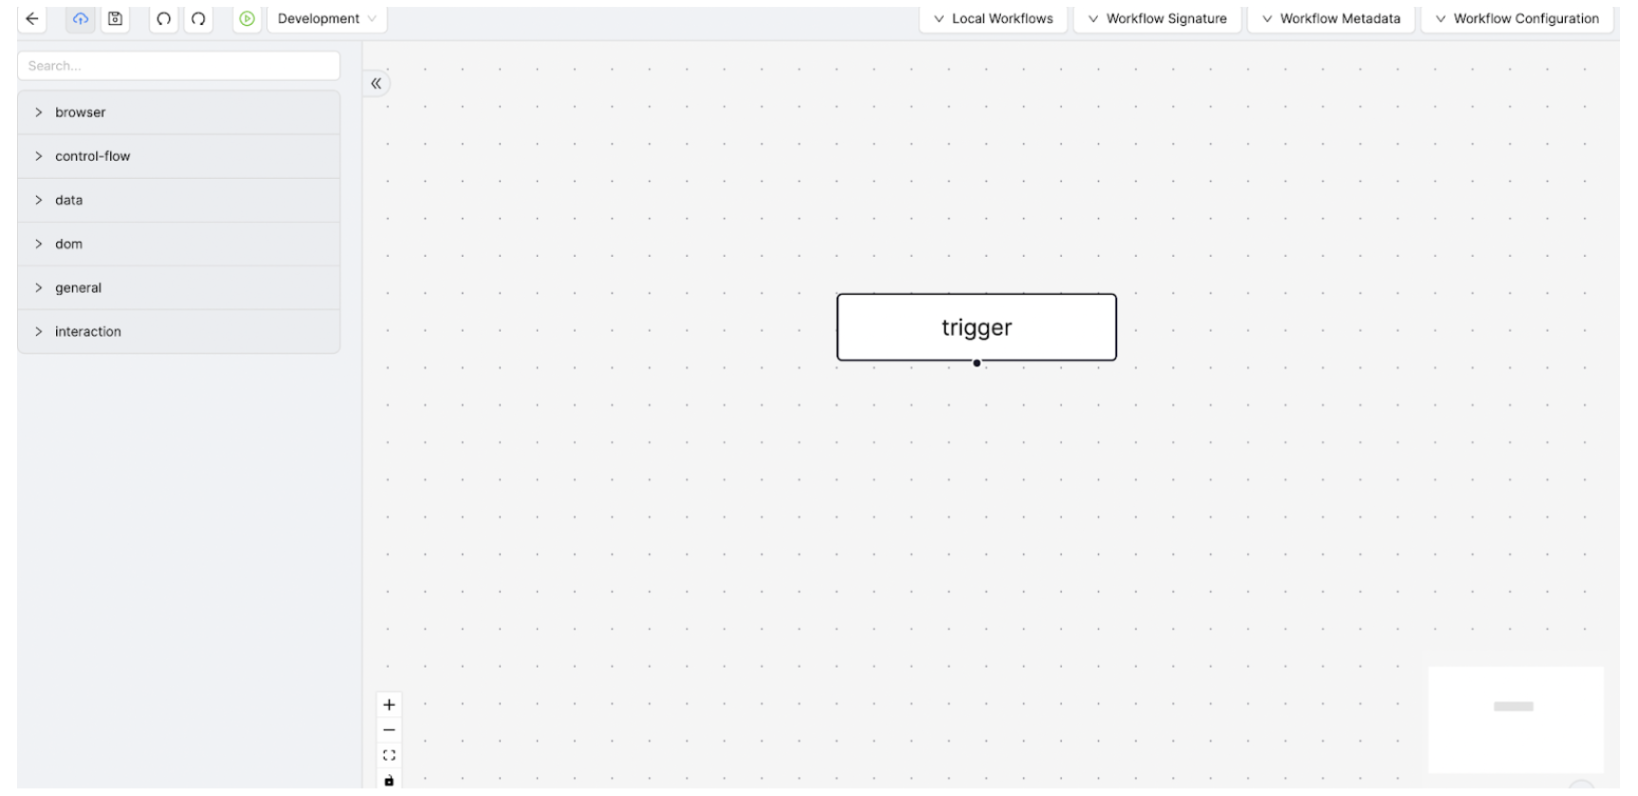 Development
Local Workflows
Workflow Signature
Workflow Metadata
Workflow Configuration
Search...
browser
control-flow
data
dom
general
interaction
trigger